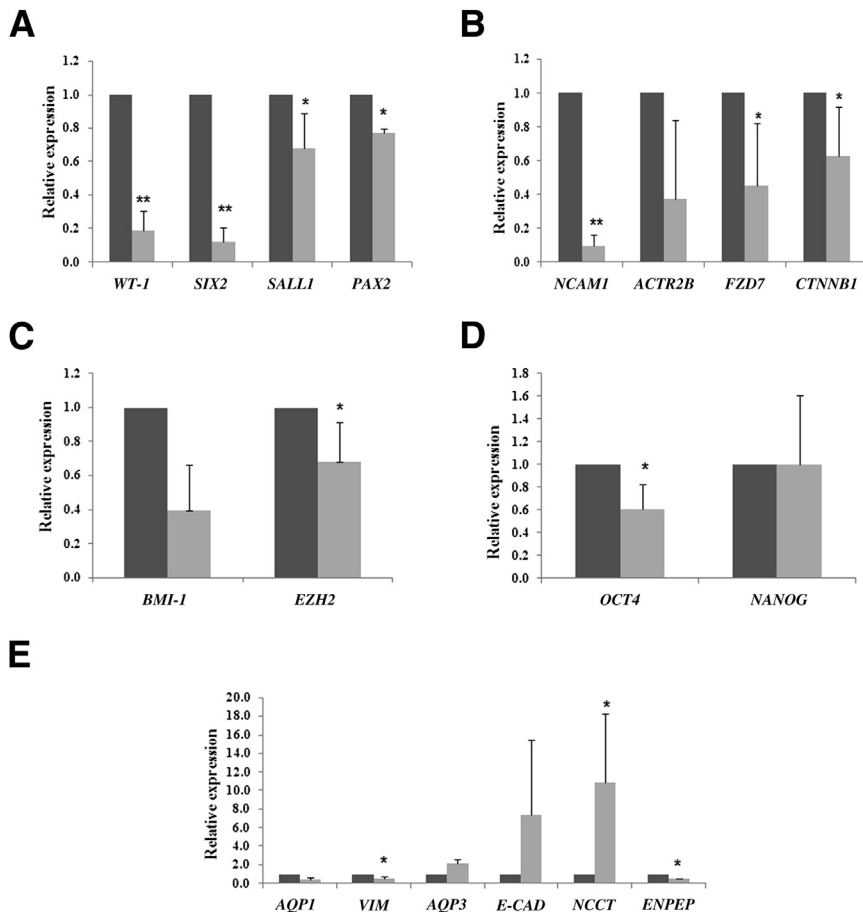 A
Relative expression
1.2
1.0
0.8
0.6
0.4
0.2
0.0
** ** * *
WT-1 SIX2 SALL1 PAX2
B
Relative expression
1.2
1.0
0.8
0.6
0.4
0.2
0.0
** * *
NCAM1 ACTR2B FZD7 CTNNB1
C
Relative expression
1.2
1.0
0.8
0.6
0.4
0.2
0.0
*
BMI-1 EZH2
D
Relative expression
1.8
1.6
1.4
1.2
1.0
0.8
0.6
0.4
0.2
0.0
*
OCT4 NANOG
E
Relative expression
20.0
18.0
16.0
14.0
12.0
10.0
8.0
6.0
4.0
2.0
0.0
* * *
AQP1 VIM AQP3 E-CAD NCCT ENPEP